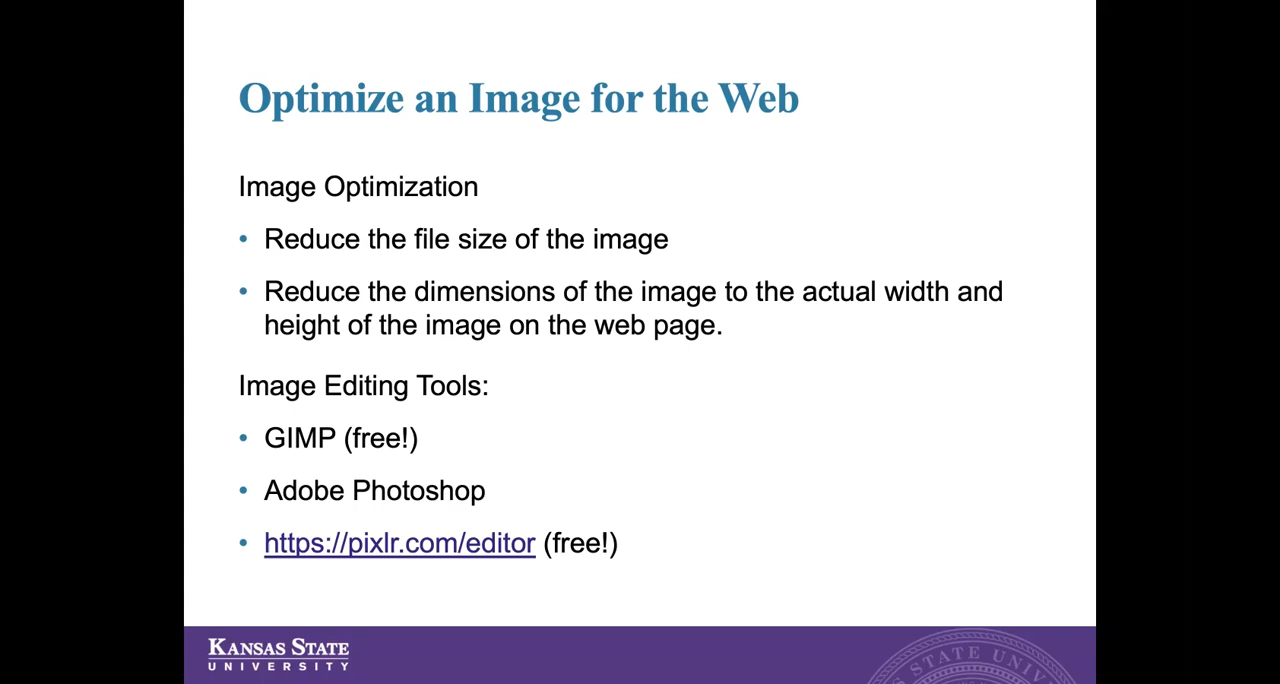 Optimize an Image for the Web
Image Optimization
• Reduce the file size of the image
• Reduce the dimensions of the image to the actual width and
height of the image on the web page.
Image Editing Tools:
• GIMP (free!)
• Adobe Photoshop
• https://pixlr.com/editor (free!)
KANSAS STATE
UNIVERSITY
STATE UNIV